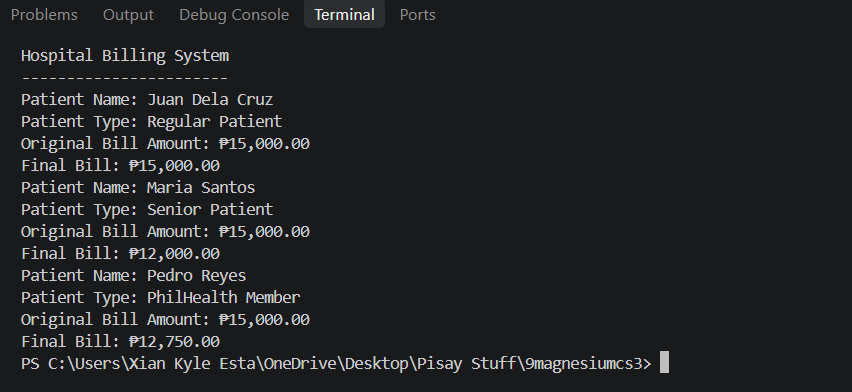 Problems Output Debug Console Terminal Ports
Hospital Billing System
-----------------------
Patient Name: Juan Dela Cruz
Patient Type: Regular Patient
Original Bill Amount: ₱15,000.00
Final Bill: ₱15,000.00
Patient Name: Maria Santos
Patient Type: Senior Patient
Original Bill Amount: ₱15,000.00
Final Bill: ₱12,000.00
Patient Name: Pedro Reyes
Patient Type: PhilHealth Member
Original Bill Amount: ₱15,000.00
Final Bill: ₱12,750.00
PS C:\Users\Xian Kyle Esta\OneDrive\Desktop\Pisay Stuff\9magnesiumcs3>